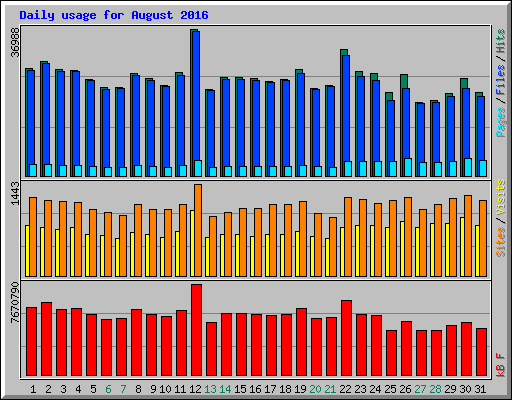 Daily usage for August 2016
36988
Pages / Files / Hits
1443
Sites / Visits
7670790
kB F
1 2 3 4 5 6 7 8 9 10 11 12 13 14 15 16 17 18 19 20 21 22 23 24 25 26 27 28 29 30 31